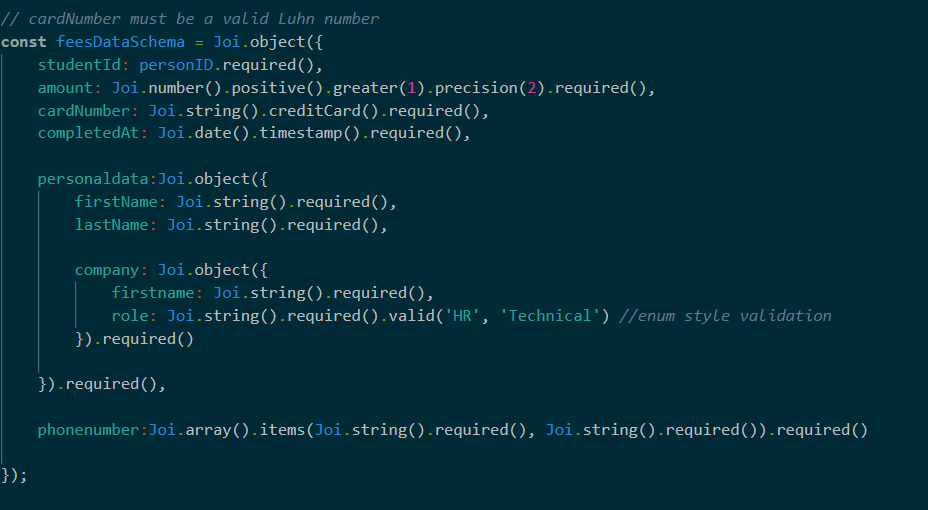 // cardNumber must be a valid Luhn number
const feesDataSchema = Joi.object({
    studentId: personID.required(),
    amount: Joi.number().positive().greater(1).precision(2).required(),
    cardNumber: Joi.string().creditCard().required(),
    completedAt: Joi.date().timestamp().required(),

    personaldata:Joi.object({
        firstName: Joi.string().required(),
        lastName: Joi.string().required(),

        company: Joi.object({
            firstname: Joi.string().required(),
            role: Joi.string().required().valid('HR', 'Technical') //enum style validation
        }).required()

    }).required(),

    phonenumber:Joi.array().items(Joi.string().required(), Joi.string().required()).required()

});